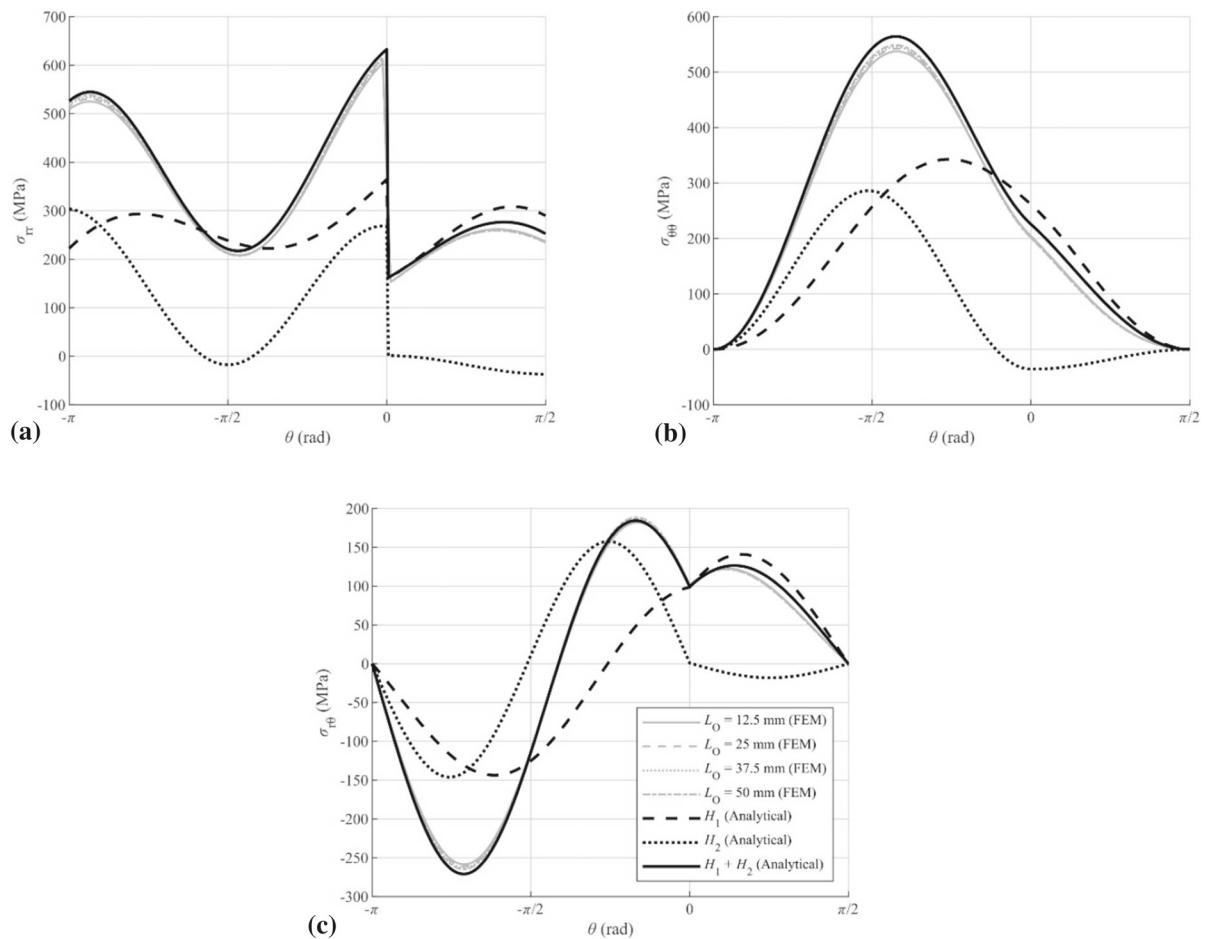 700
600
500
400
300
200
100
0
-100
σrr (MPa)
-π
-π/2
0
π/2
θ (rad)
(a)
600
500
400
300
200
100
0
-100
σθθ (MPa)
-π
-π/2
0
π/2
θ (rad)
(b)
200
150
100
50
0
-50
-100
-150
-200
-250
-300
σrθ (MPa)
-π
-π/2
0
π/2
θ (rad)
(c)
LO = 12.5 mm (FEM)
LO = 25 mm (FEM)
LO = 37.5 mm (FEM)
LO = 50 mm (FEM)
H1 (Analytical)
H2 (Analytical)
H1 + H2 (Analytical)